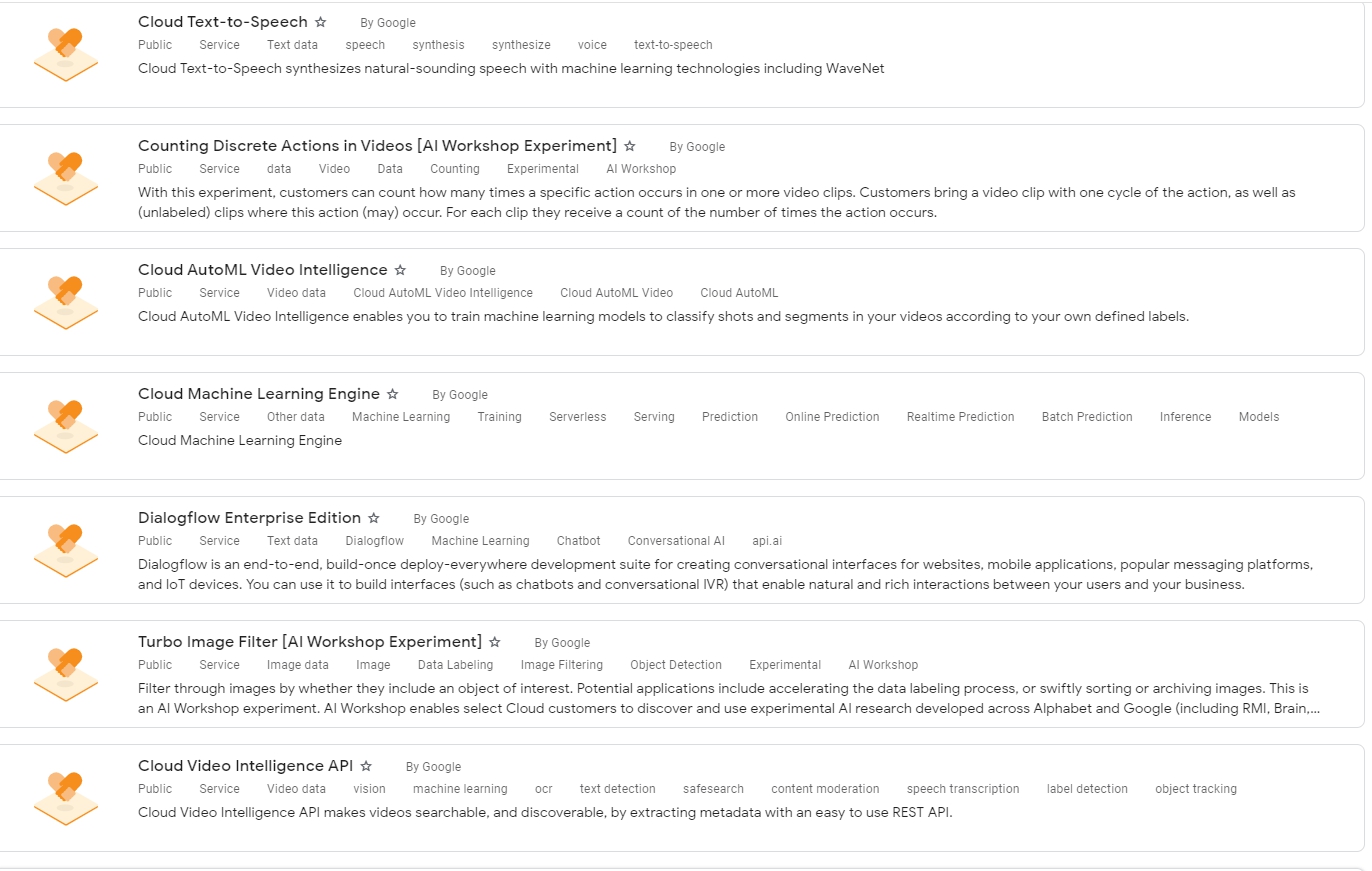 Cloud Text-to-Speech ☆ By Google
Public Service Text data speech synthesis synthesize voice text-to-speech
Cloud Text-to-Speech synthesizes natural-sounding speech with machine learning technologies including WaveNet
Counting Discrete Actions in Videos [AI Workshop Experiment] ☆ By Google
Public Service data Video Data Counting Experimental AI Workshop
With this experiment, customers can count how many times a specific action occurs in one or more video clips. Customers bring a video clip with one cycle of the action, as well as
(unlabeled) clips where this action (may) occur. For each clip they receive a count of the number of times the action occurs.
Cloud AutoML Video Intelligence ☆ By Google
Public Service Video data Cloud AutoML Video Intelligence Cloud AutoML Video Cloud AutoML
Cloud AutoML Video Intelligence enables you to train machine learning models to classify shots and segments in your videos according to your own defined labels.
Cloud Machine Learning Engine ☆ By Google
Public Service Other data Machine Learning Training Serverless Serving Prediction Online Prediction Realtime Prediction Batch Prediction Inference Models
Cloud Machine Learning Engine
Dialogflow Enterprise Edition ☆ By Google
Public Service Text data Dialogflow Machine Learning Chatbot Conversational AI api.ai
Dialogflow is an end-to-end, build-once deploy-everywhere development suite for creating conversational interfaces for websites, mobile applications, popular messaging platforms,
and IoT devices. You can use it to build interfaces (such as chatbots and conversational IVR) that enable natural and rich interactions between your users and your business.
Turbo Image Filter [AI Workshop Experiment] ☆ By Google
Public Service Image data Image Data Labeling Image Filtering Object Detection Experimental AI Workshop
Filter through images by whether they include an object of interest. Potential applications include accelerating the data labeling process, or swiftly sorting or archiving images. This is
an AI Workshop experiment. AI Workshop enables select Cloud customers to discover and use experimental AI research developed across Alphabet and Google (including RMI, Brain,...
Cloud Video Intelligence API ☆ By Google
Public Service Video data vision machine learning ocr text detection safesearch content moderation speech transcription label detection object tracking
Cloud Video Intelligence API makes videos searchable, and discoverable, by extracting metadata with an easy to use REST API.